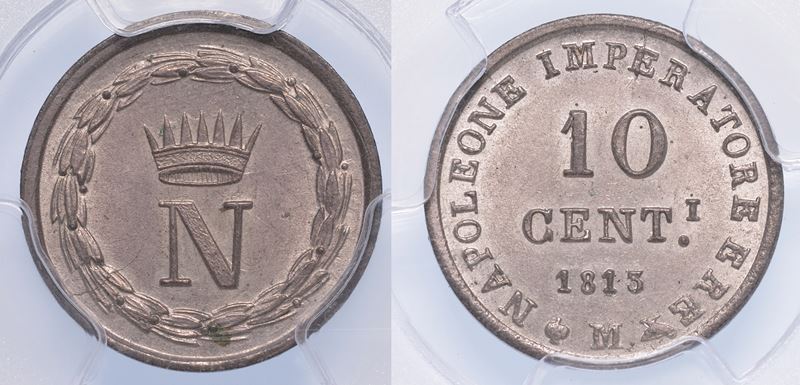 N
NAPOLEONE IMPERATORE E RE
10
CENT.I
1813
M